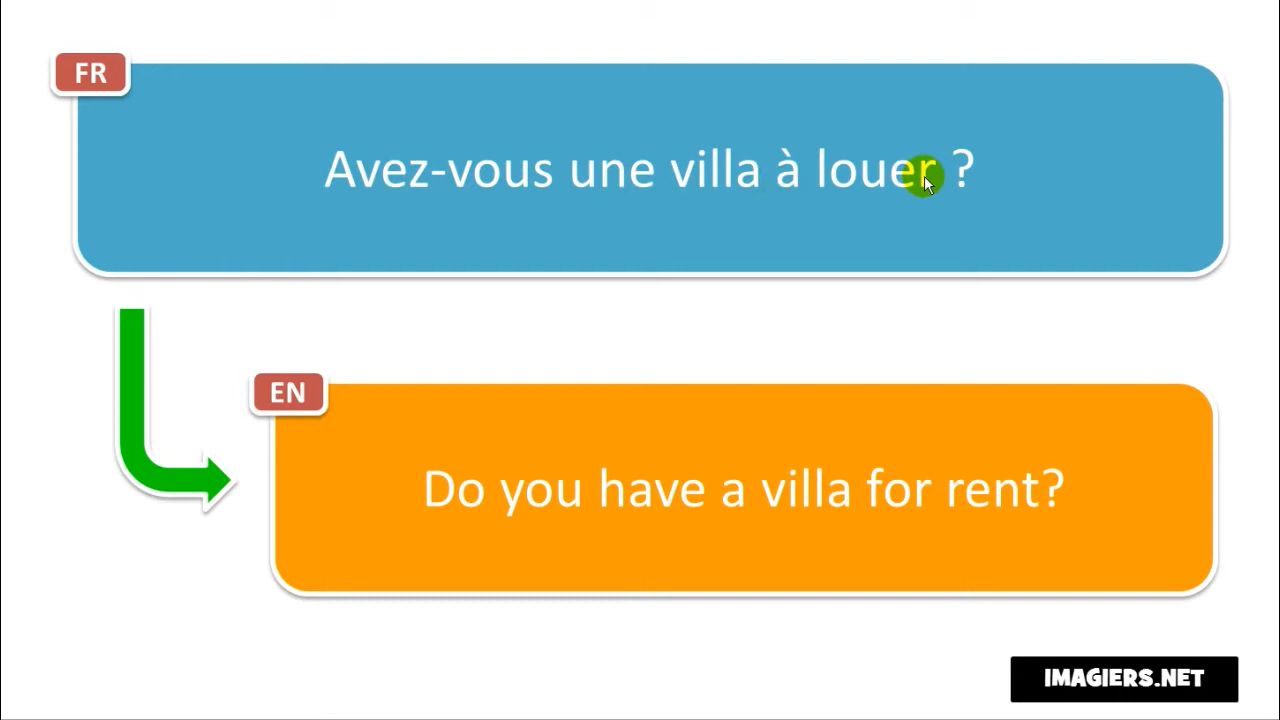 FR
Avez-vous une villa à louer ?
EN
Do you have a villa for rent?
IMAGIERS.NET